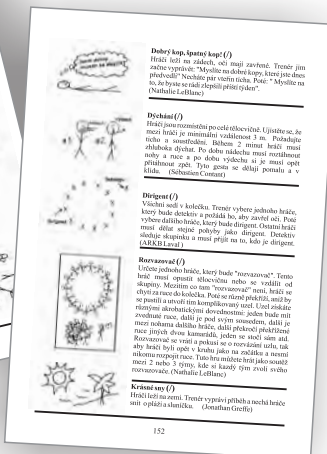 Dobrý kop, špatný kop! (/)
Hráči leží na zádech, oči mají zavřené. Trenér jim
začne vyprávět: "Myslíte na dobré kopy, které jste dnes
předvedli" Nechte pár vteřin ticha. Poté: " Myslíte na
to, že byste se rádi zlepšili příští týden".
(Nathalie LeBlanc)
Dýchání (/)
Hráči jsou rozmístění po celé tělocvičně. Ujistěte se, že
mezi hráči je minimální vzdálenost 3 m. Požadujte
ticho a soustředění. Během 2 minut hráči musí
zhluboka dýchat. Po dobu nádechu musí roztáhnout
nohy a ruce a po dobu výdechu si je musí opět
přitáhnout zpět. Tyto gesta se dělají pomalu a v
klidu. (Sébastien Contant)
Dirigent (/)
Všichni sedí v kolečku. Trenér vybere jednoho hráče,
který bude detektiv a požádá ho, aby zavřel oči. Poté
vybere dalšího hráče, který bude dirigent. Ostatní hráči
musí dělat stejné pohyby jako dirigent. Detektiv
sleduje skupinku a musí přijít na to, kdo je dirigent.
(ARKB Laval )
Rozvazovač (/)
Určete jednoho hráče, který bude "rozvazovač". Tento
hráč musí opustit tělocvičnu nebo se vzdálit od
skupiny. Mezitím co tam "rozvazovač" není, hráči se
chytí za ruce do kolečka. Poté se různě překříží, aniž by
se pustili a utvoří tím komplikovaný uzel. Uzel získáte
různými akrobatickými dovednostmi: jeden bude mít
zvednuté ruce, další je pod svým sousedem, další je
mezi nohama dalšího hráče, další překročí překřížené
ruce jiných dvou kamarádů, jeden se stočí sám atd.
Rozvazovač se vrátí a pokusí se o rozvázání uzlu, tak
aby hráči byli opět v kruhu jako na začátku a nesmí
nikomu rozpojit ruce. Tuto hru můžete hrát jako soutěž
mezi 2 nebo 3 týmy, kde si každý tým zvolí svého
rozvazovače. (Nathalie LeBlanc)
Krásné sny (/)
Hráči leží na zemi. Trenér vypráví příběh a nechá hráče
snít o pláži a sluníčku. (Jonathan Greffe)
152